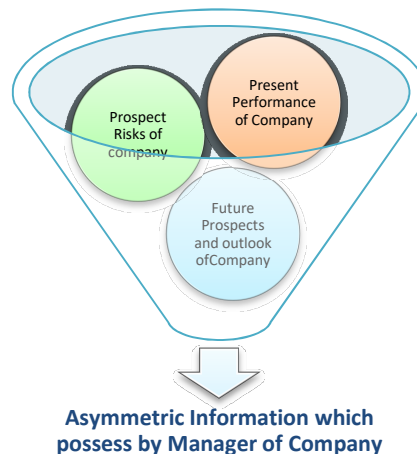 Present
Performance
of Company
Prospect
Risks of
company
Future
Prospects
and outlook
ofCompany
Asymmetric Information which
possess by Manager of Company